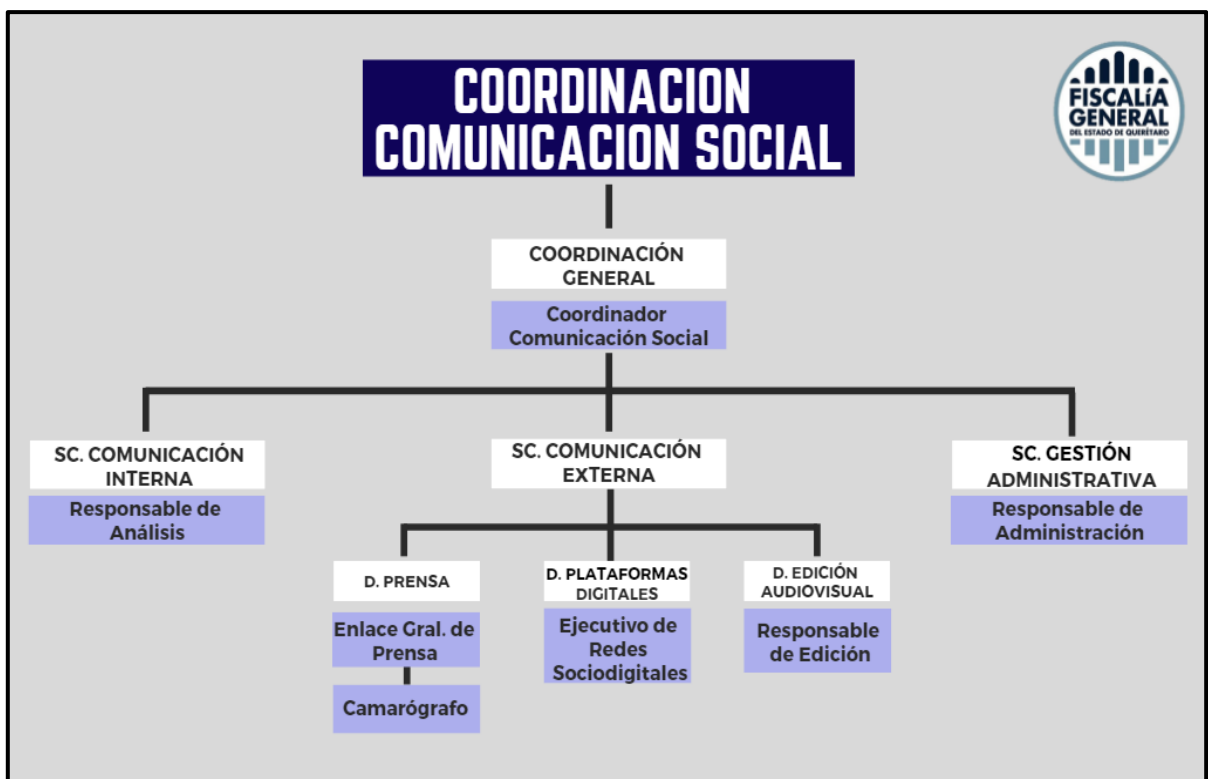 COORDINACION
COMUNICACION SOCIAL
FISCALÍA
GENERAL
DEL ESTADO DE QUERÉTARO
COORDINACIÓN
GENERAL
Coordinador
Comunicación Social
SC. COMUNICACIÓN
INTERNA
Responsable de
Análisis
SC. COMUNICACIÓN
EXTERNA
SC. GESTIÓN
ADMINISTRATIVA
Responsable de
Administración
D. PRENSA
Enlace Gral. de
Prensa
Camarógrafo
D. PLATAFORMAS
DIGITALES
Ejecutivo de
Redes
Sociodigitales
D. EDICIÓN
AUDIOVISUAL
Responsable
de Edición